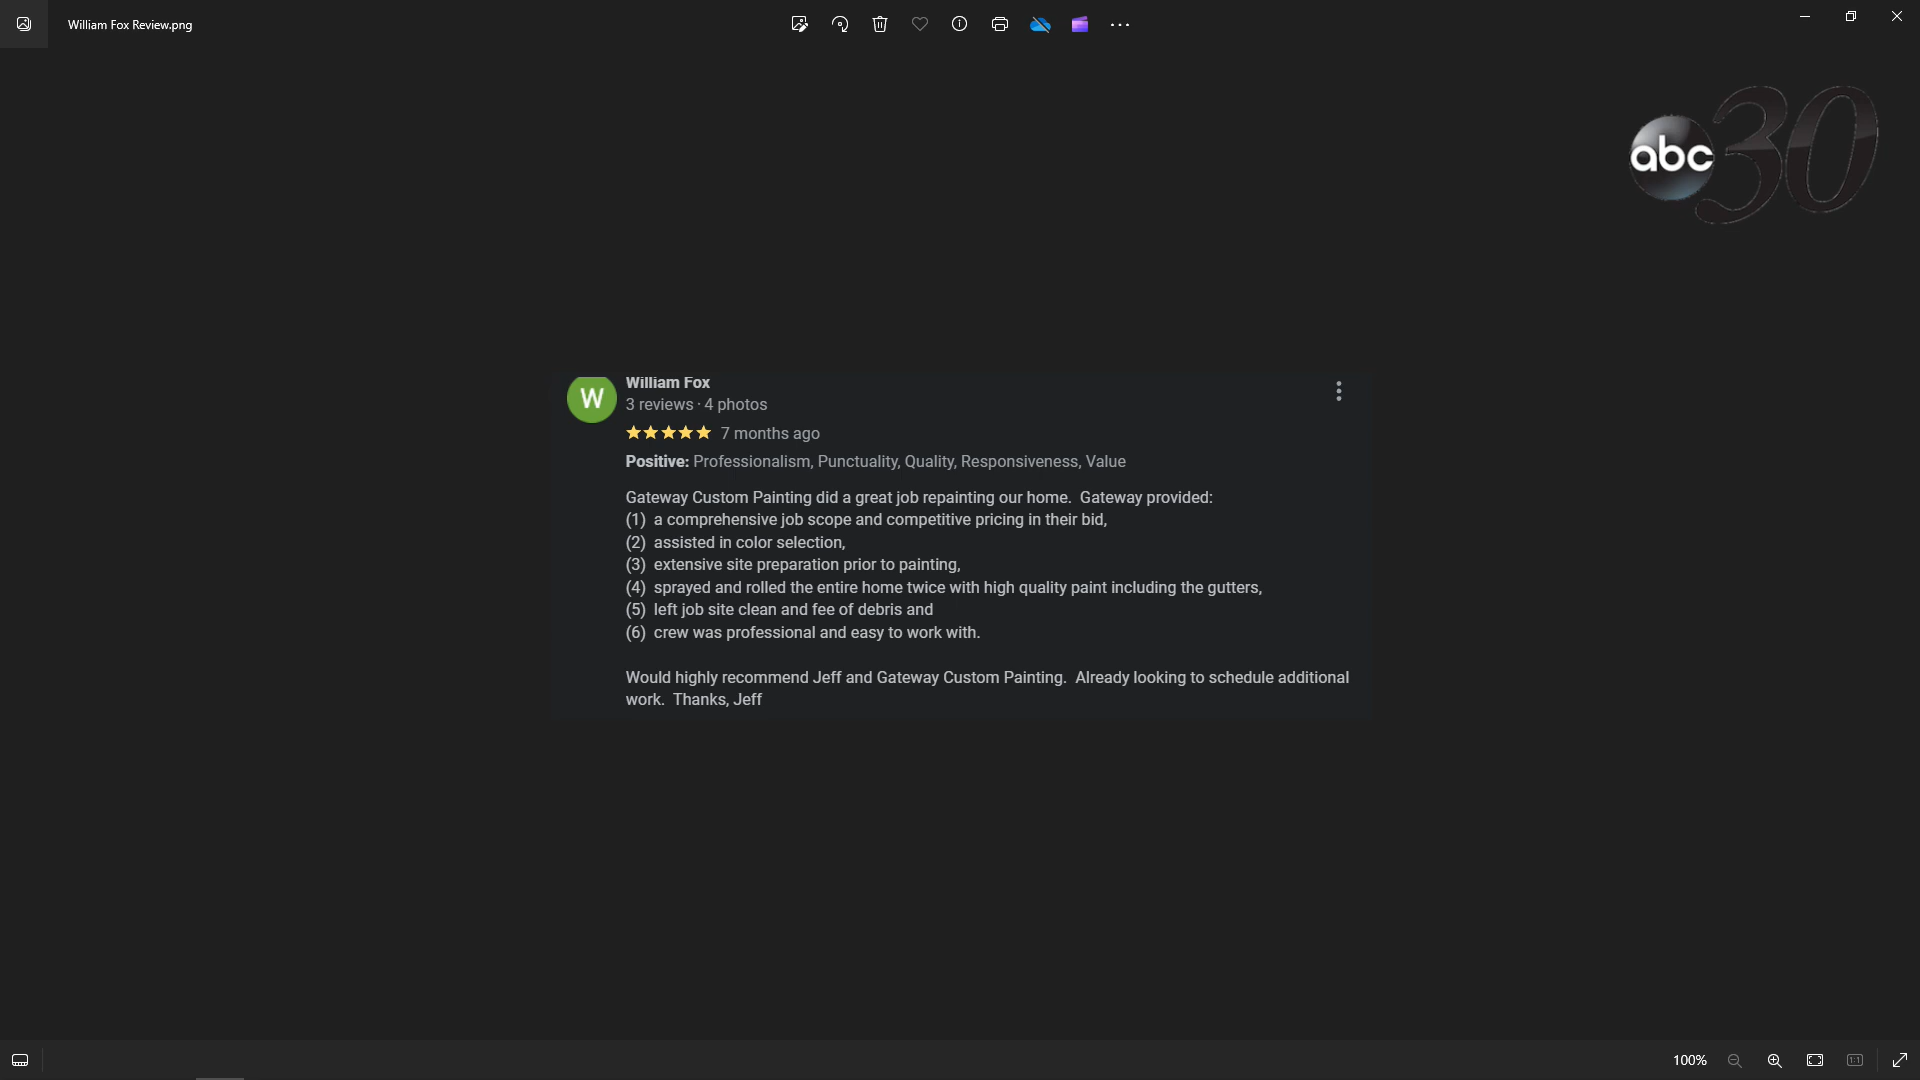 William Fox Review.png
abc 30
W
William Fox
3 reviews · 4 photos
7 months ago
Positive: Professionalism, Punctuality, Quality, Responsiveness, Value
Gateway Custom Painting did a great job repainting our home.  Gateway provided:
(1)  a comprehensive job scope and competitive pricing in their bid,
(2)  assisted in color selection,
(3)  extensive site preparation prior to painting,
(4)  sprayed and rolled the entire home twice with high quality paint including the gutters,
(5)  left job site clean and fee of debris and
(6)  crew was professional and easy to work with.
Would highly recommend Jeff and Gateway Custom Painting.  Already looking to schedule additional
work.  Thanks, Jeff
100%
1:1